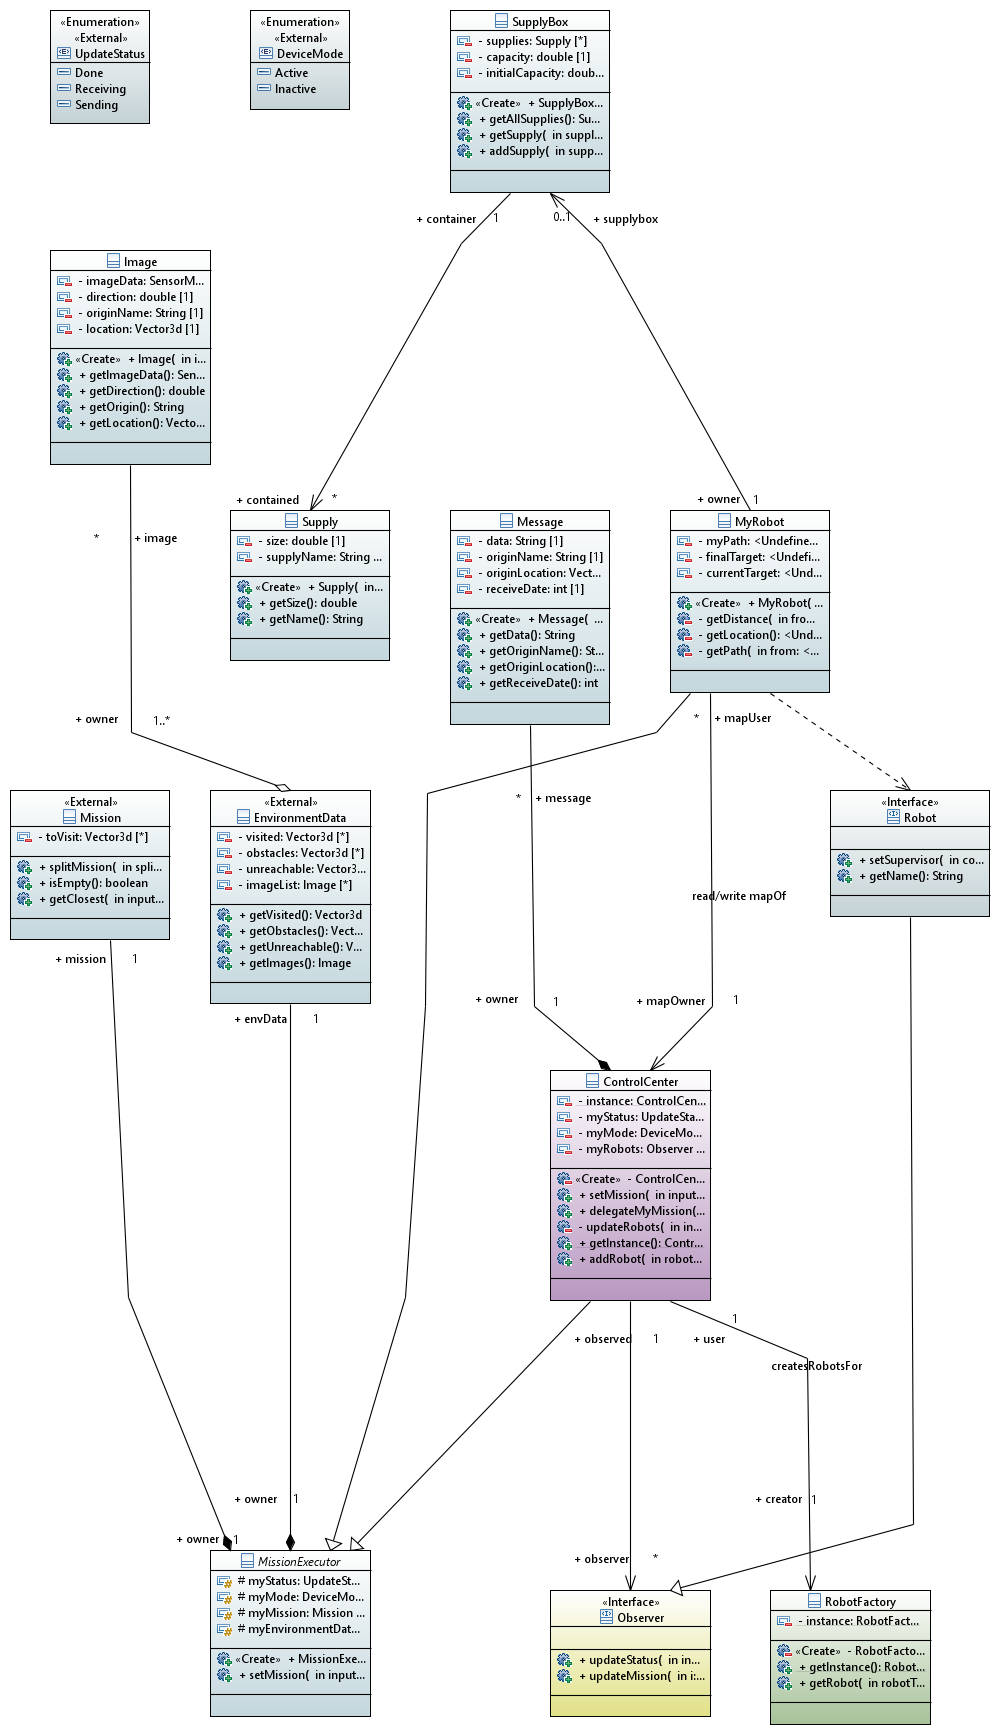 «Enumeration»
«External»
UpdateStatus
Done
Receiving
Sending
«Enumeration»
«External»
DeviceMode
Active
Inactive
SupplyBox
- supplies: Supply [*]
- capacity: double [1]
- initialCapacity: doub...
«Create» + SupplyBox...
+ getAllSupplies(): Su...
+ getSupply( in suppl...
+ addSupply( in supp...
+ container 1
0..1 + supplybox
Image
- imageData: SensorM...
- direction: double [1]
- originName: String [1]
- location: Vector3d [1]
«Create» + Image( in i...
+ getImageData(): Sen...
+ getDirection(): double
+ getOrigin(): String
+ getLocation(): Vecto...
+ contained *
+ owner 1
* + image
Supply
- size: double [1]
- supplyName: String ...
«Create» + Supply( in...
+ getSize(): double
+ getName(): String
Message
- data: String [1]
- originName: String [1]
- originLocation: Vect...
- receiveDate: int [1]
«Create» + Message( ...
+ getData(): String
+ getOriginName(): St...
+ getOriginLocation():...
+ getReceiveDate(): int
MyRobot
- myPath: <Undefine...
- finalTarget: <Undefi...
- currentTarget: <Und...
«Create» + MyRobot( ...
- getDistance( in fro...
- getLocation(): <Und...
- getPath( in from: <...
+ owner 1..*
* + mapUser
* + message
«External»
Mission
- toVisit: Vector3d [*]
+ splitMission( in spli...
+ isEmpty(): boolean
+ getClosest( in input...
«External»
EnvironmentData
- visited: Vector3d [*]
- obstacles: Vector3d [*]
- unreachable: Vector3...
- imageList: Image [*]
+ getVisited(): Vector3d
+ getObstacles(): Vect...
+ getUnreachable(): V...
+ getImages(): Image
«Interface»
Robot
+ setSupervisor( in co...
+ getName(): String
read/write mapOf
+ mission 1
+ envData 1
+ owner 1
+ mapOwner 1
ControlCenter
- instance: ControlCen...
- myStatus: UpdateSta...
- myMode: DeviceMo...
- myRobots: Observer ...
«Create» - ControlCen...
+ setMission( in input...
+ delegateMyMission(...
- updateRobots( in in...
+ getInstance(): Contr...
+ addRobot( in robot...
+ observed 1
+ user 1
createsRobotsFor
+ owner 1
+ creator 1
+ owner 1
+ observer *
MissionExecutor
# myStatus: UpdateSt...
# myMode: DeviceMo...
# myMission: Mission ...
# myEnvironmentDat...
«Create» + MissionExe...
+ setMission( in input...
«Interface»
Observer
+ updateStatus( in in...
+ updateMission( in i:...
RobotFactory
- instance: RobotFact...
«Create» - RobotFacto...
+ getInstance(): Robot...
+ getRobot( in robotT...